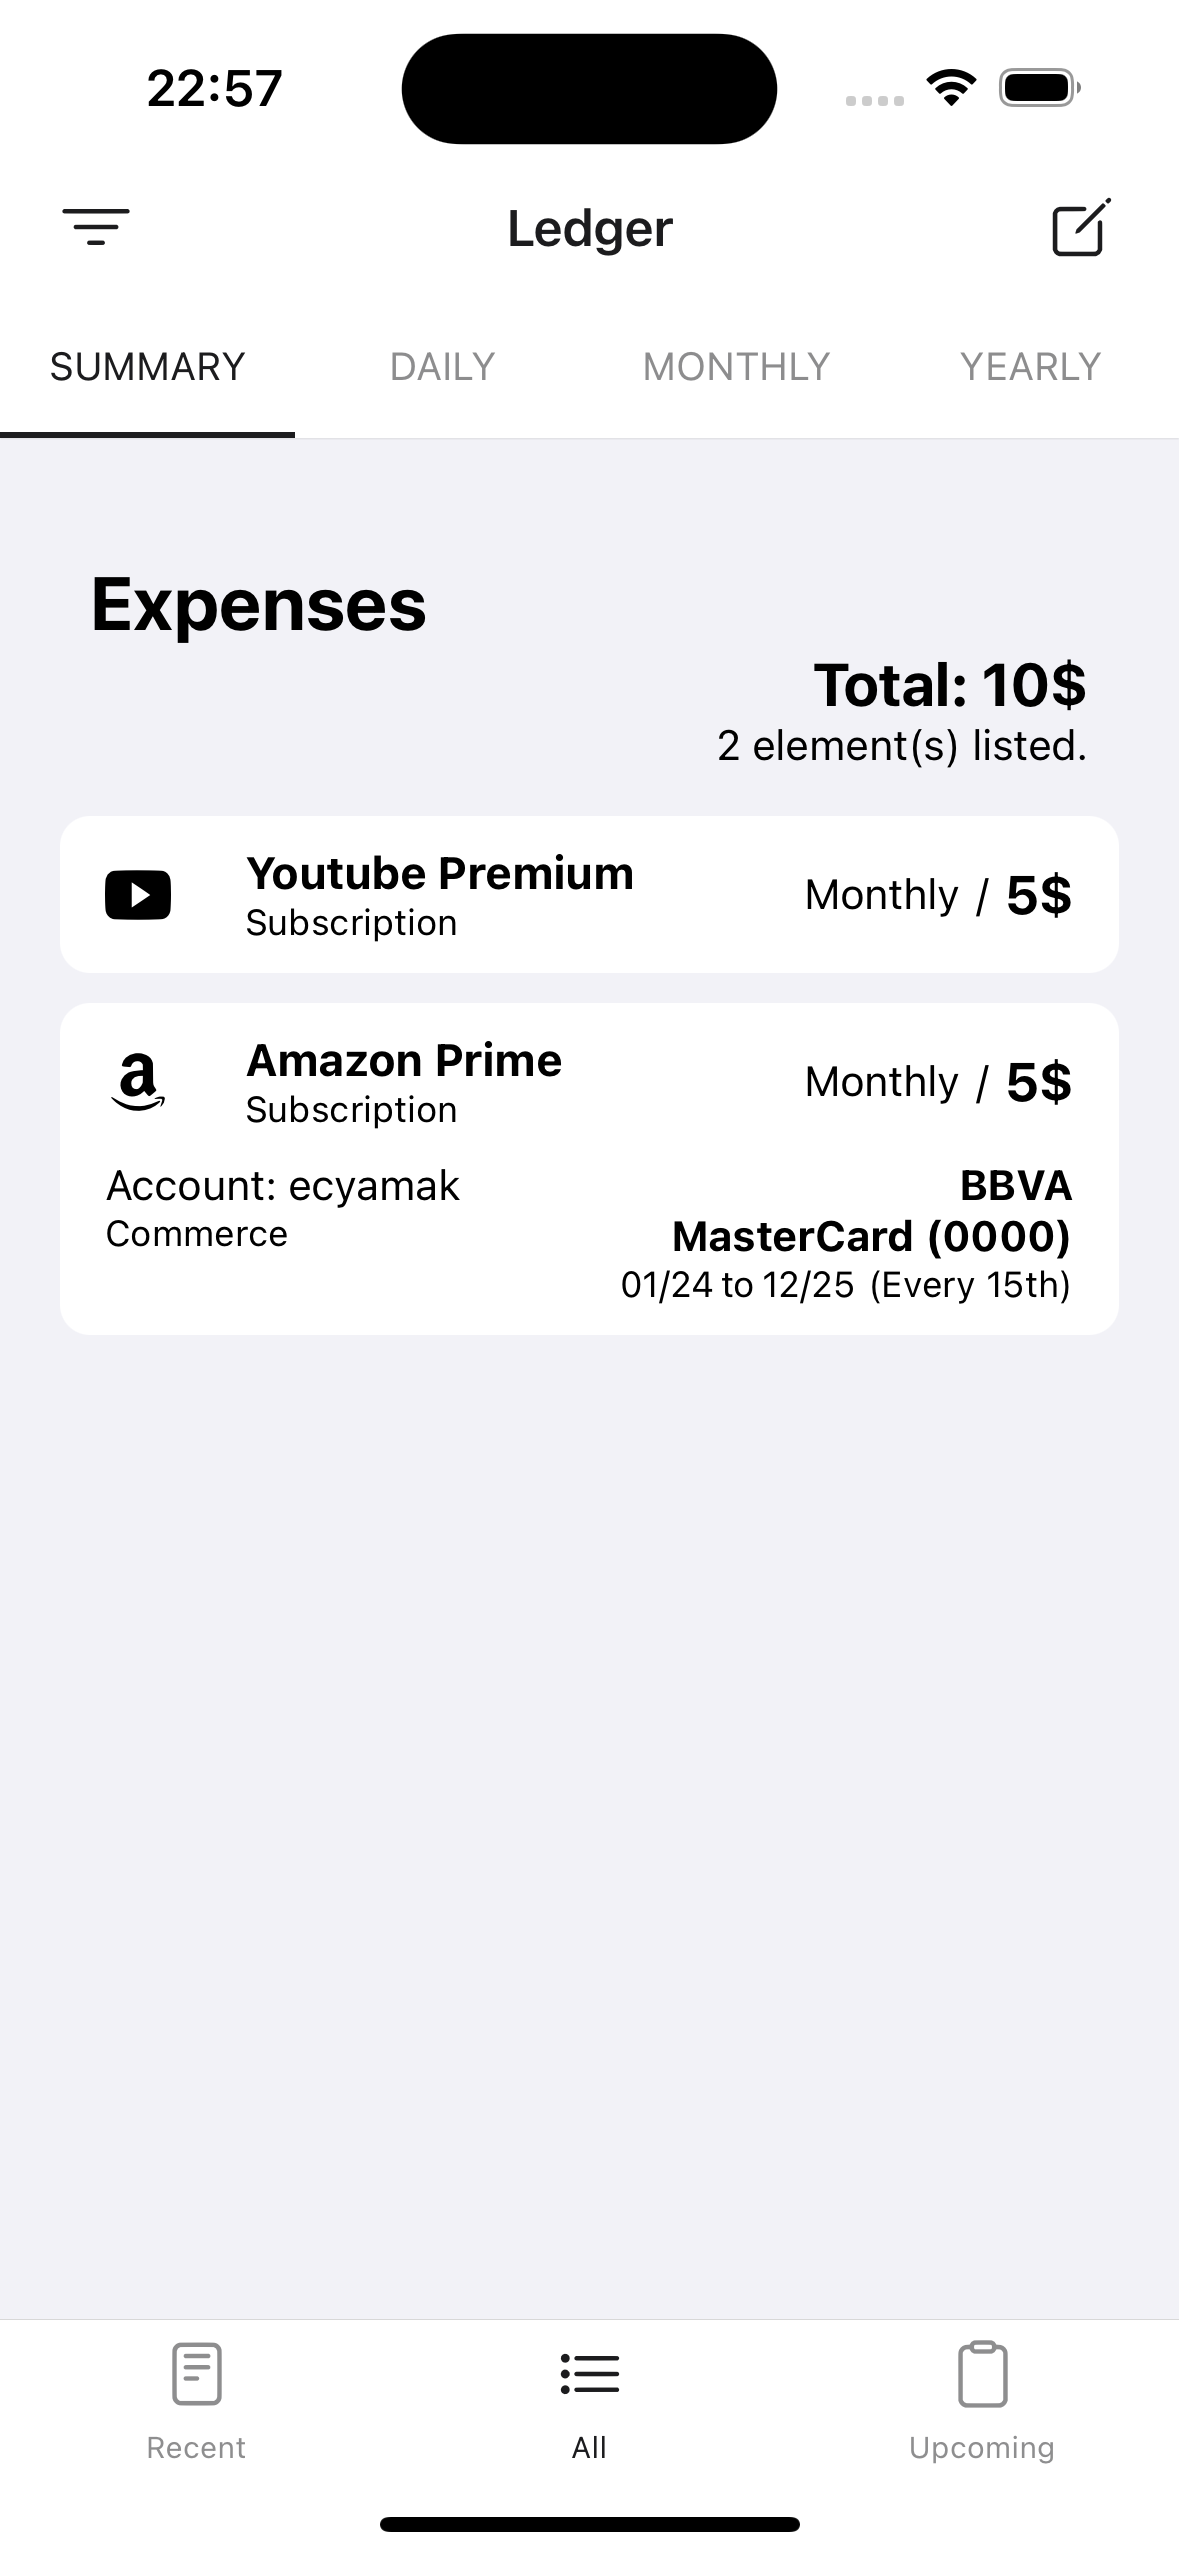 22:57
Ledger
SUMMARY DAILY MONTHLY YEARLY
Expenses
Total: 10$
2 element(s) listed.
Youtube Premium
Subscription
Monthly / 5$
Amazon Prime
Subscription
Monthly / 5$
Account: ecyamak
Commerce
BBVA
MasterCard (0000)
01/24 to 12/25 (Every 15th)
Recent All Upcoming